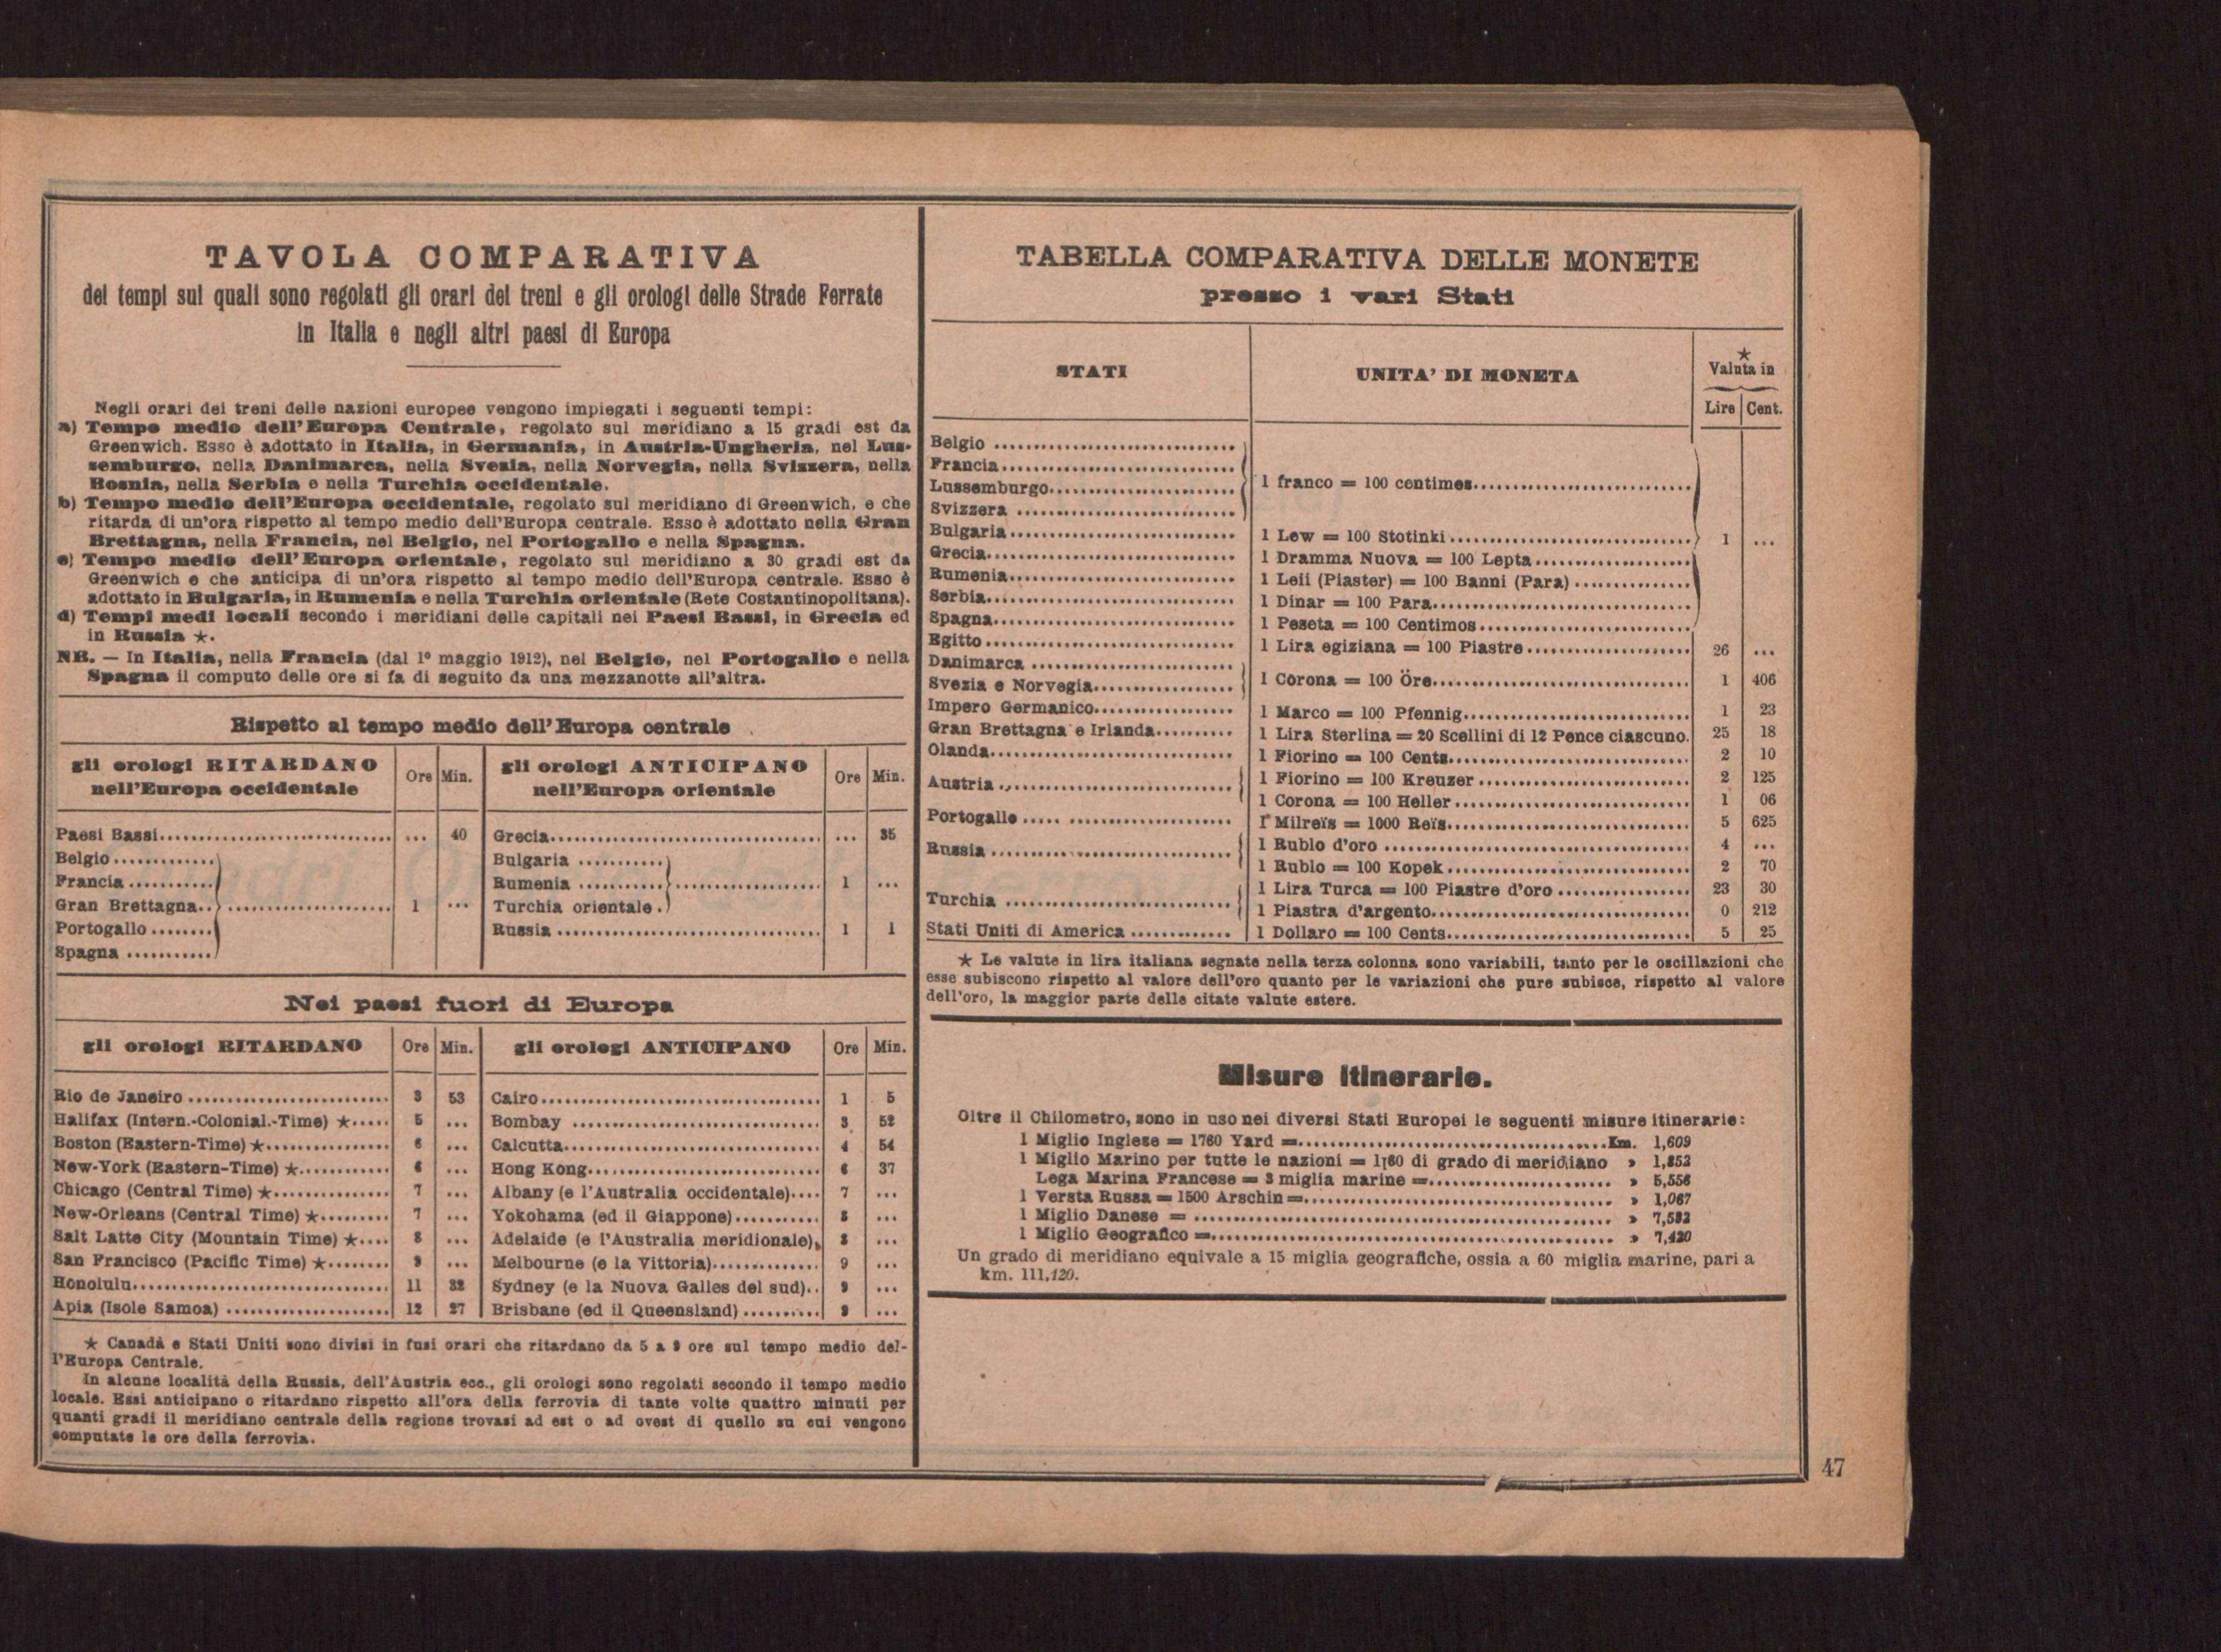 TAVOLA COMPARATIVA
dei tempi sui quali sono regolati gli orari dei treni e gli orologi delle Strade Ferrate
in Italia e negli altri paesi di Europa
Negli orari dei treni delle nazioni europee vengono impiegati i seguenti tempi:
a) Tempo medio dell'Europa Centrale, regolato sul meridiano a 15 gradi est da
Greenwich. Esso è adottato in Italia, in Germania, in Austria-Ungheria, nel Lus-
semburgo, nella Danimarca, nella Svezia, nella Norvegia, nella Svizzera, nella
Bosnia, nella Serbia e nella Turchia occidentale.
b) Tempo medio dell'Europa occidentale, regolato sul meridiano di Greenwich, e che
ritarda di un'ora rispetto al tempo medio dell'Europa centrale. Esso è adottato nella Gran
Brettagna, nella Francia, nel Belgio, nel Portogallo e nella Spagna.
c) Tempo medio dell'Europa orientale, regolato sul meridiano a 30 gradi est da
Greenwich e che anticipa di un'ora rispetto al tempo medio dell'Europa centrale. Esso è
adottato in Bulgaria, in Rumenia e nella Turchia orientale (Rete Costantinopolitana).
d) Tempi medi locali secondo i meridiani delle capitali nei Paesi Bassi, in Grecia ed
in Russia ★.
NB. — In Italia, nella Francia (dal 1° maggio 1912), nel Belgio, nel Portogallo e nella
Spagna il computo delle ore si fa di seguito da una mezzanotte all'altra.
Rispetto al tempo medio dell'Europa centrale
gli orologi RITARDANO nell'Europa occidentale | Ore | Min. | gli orologi ANTICIPANO nell'Europa orientale | Ore | Min.
Paesi Bassi ... 40 Grecia ... 35
Belgio Bulgaria
Francia Rumenia 1 ...
Gran Brettagna 1 ... Turchia orientale
Portogallo Russia 1 1
Spagna
Nei paesi fuori di Europa
gli orologi RITARDANO | Ore | Min. | gli orologi ANTICIPANO | Ore | Min.
Rio de Janeiro 3 53 Cairo 1 5
Halifax (Intern.-Colonial.-Time) ★ 5 ... Bombay 3 52
Boston (Eastern-Time) ★ 6 ... Calcutta 4 54
New-York (Eastern-Time) ★ 6 ... Hong Kong 6 37
Chicago (Central Time) ★ 7 ... Albany (e l'Australia occidentale) 7 ...
New-Orleans (Central Time) ★ 7 ... Yokohama (ed il Giappone) 8 ...
Salt Latte City (Mountain Time) ★ 8 ... Adelaide (e l'Australia meridionale) 8 ...
San Francisco (Pacific Time) ★ 9 ... Melbourne (e la Vittoria) 9 ...
Honolulu 11 32 Sydney (e la Nuova Galles del sud) 9 ...
Apia (Isole Samoa) 12 27 Brisbane (ed il Queensland) 9 ...
★ Canadà e Stati Uniti sono divisi in fusi orari che ritardano da 5 a 9 ore sul tempo medio del-
l'Europa Centrale.
In alcune località della Russia, dell'Austria ecc., gli orologi sono regolati secondo il tempo medio
locale. Essi anticipano o ritardano rispetto all'ora della ferrovia di tante volte quattro minuti per
quanti gradi il meridiano centrale della regione trovasi ad est o ad ovest di quello su cui vengono
computate le ore della ferrovia.
TABELLA COMPARATIVA DELLE MONETE
presso i vari Stati
STATI | UNITA' DI MONETA | ★ Valuta in Lire | Cent.
Belgio
Francia
Lussemburgo 1 franco = 100 centimes
Svizzera
Bulgaria 1 Lew = 100 Stotinki 1 ...
Grecia 1 Dramma Nuova = 100 Lepta
Rumenia 1 Leii (Piaster) = 100 Banni (Para)
Serbia 1 Dinar = 100 Para
Spagna 1 Peseta = 100 Centimos
Egitto 1 Lira egiziana = 100 Piastre 26 ...
Danimarca
Svezia e Norvegia 1 Corona = 100 Öre 1 406
Impero Germanico 1 Marco = 100 Pfennig 1 23
Gran Brettagna e Irlanda 1 Lira Sterlina = 20 Scellini di 12 Pence ciascuno. 25 18
Olanda 1 Fiorino = 100 Cents 2 10
Austria 1 Fiorino = 100 Kreuzer 2 125
1 Corona = 100 Heller 1 06
Portogallo 1 Milreïs = 1000 Reïs 5 625
Russia 1 Rublo d'oro 4 ...
1 Rublo = 100 Kopek 2 70
Turchia 1 Lira Turca = 100 Piastre d'oro 23 30
1 Piastra d'argento 0 212
Stati Uniti di America 1 Dollaro = 100 Cents 5 25
★ Le valute in lira italiana segnate nella terza colonna sono variabili, tanto per le oscillazioni che
esse subiscono rispetto al valore dell'oro quanto per le variazioni che pure subisce, rispetto al valore
dell'oro, la maggior parte delle citate valute estere.
Misure itinerarie.
Oltre il Chilometro, sono in uso nei diversi Stati Europei le seguenti misure itinerarie:
1 Miglio Inglese = 1760 Yard = Km. 1,609
1 Miglio Marino per tutte le nazioni = 1/60 di grado di meridiano » 1,852
Lega Marina Francese = 3 miglia marine = » 5,556
1 Versta Russa = 1500 Arschin = » 1,067
1 Miglio Danese = » 7,532
1 Miglio Geografico = » 7,420
Un grado di meridiano equivale a 15 miglia geografiche, ossia a 60 miglia marine, pari a
km. 111,120.
47